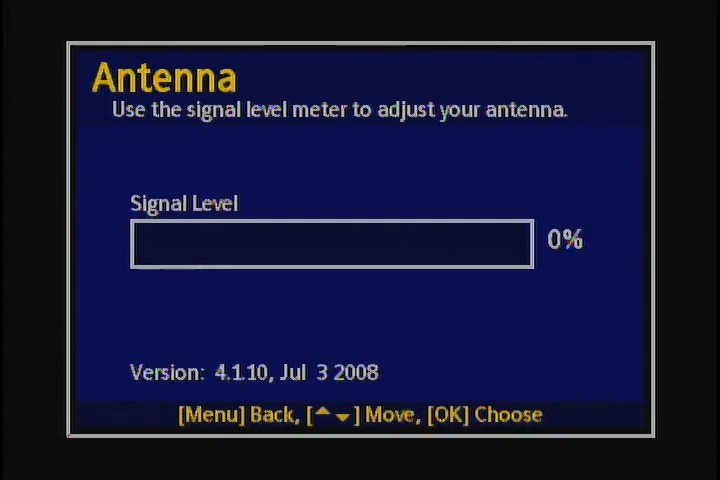 Antenna
Use the signal level meter to adjust your antenna.
Signal Level
0%
Version: 4.1.10, Jul 3 2008
[Menu] Back, [▲▼] Move, [OK] Choose